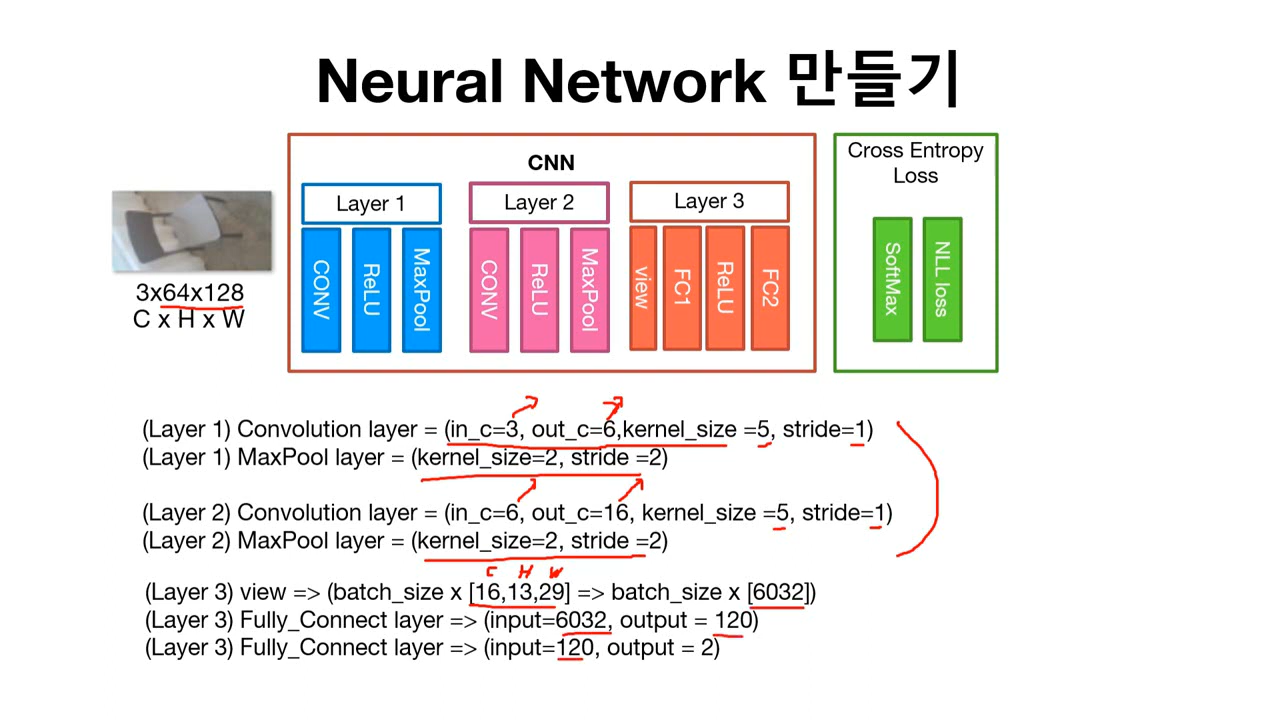 Neural Network 만들기
CNN
Layer 1
CONV
ReLU
MaxPool
Layer 2
CONV
ReLU
MaxPool
Layer 3
view
FC1
ReLU
FC2
Cross Entropy
Loss
SoftMax
NLL loss
3x64x128
C x H x W
(Layer 1) Convolution layer = (in_c=3, out_c=6,kernel_size =5, stride=1)
(Layer 1) MaxPool layer = (kernel_size=2, stride =2)
(Layer 2) Convolution layer = (in_c=6, out_c=16, kernel_size =5, stride=1)
(Layer 2) MaxPool layer = (kernel_size=2, stride =2)
C H W
(Layer 3) view => (batch_size x [16,13,29] => batch_size x [6032])
(Layer 3) Fully_Connect layer => (input=6032, output = 120)
(Layer 3) Fully_Connect layer => (input=120, output = 2)